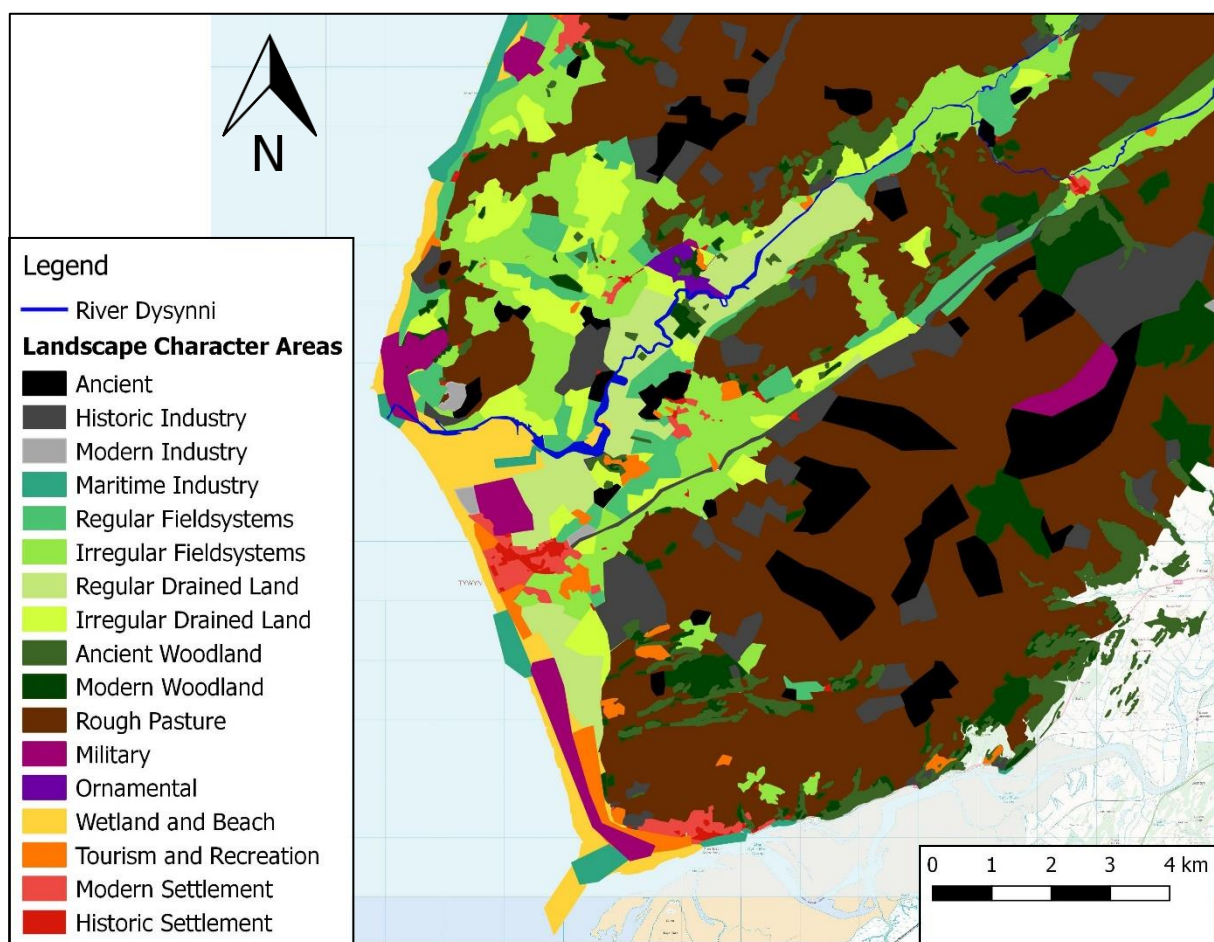 N
Legend
River Dysynni
Landscape Character Areas
Ancient
Historic Industry
Modern Industry
Maritime Industry
Regular Fieldsystems
Irregular Fieldsystems
Regular Drained Land
Irregular Drained Land
Ancient Woodland
Modern Woodland
Rough Pasture
Military
Ornamental
Wetland and Beach
Tourism and Recreation
Modern Settlement
Historic Settlement
TYWYN
0 1 2 3 4 km